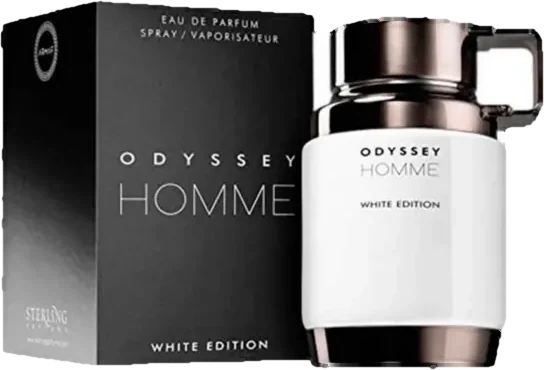 EAU DE PARFUM
SPRAY / VAPORISATEUR
ODYSSEY
HOMME
WHITE EDITION
STERLING
ODYSSEY
HOMME
WHITE EDITION